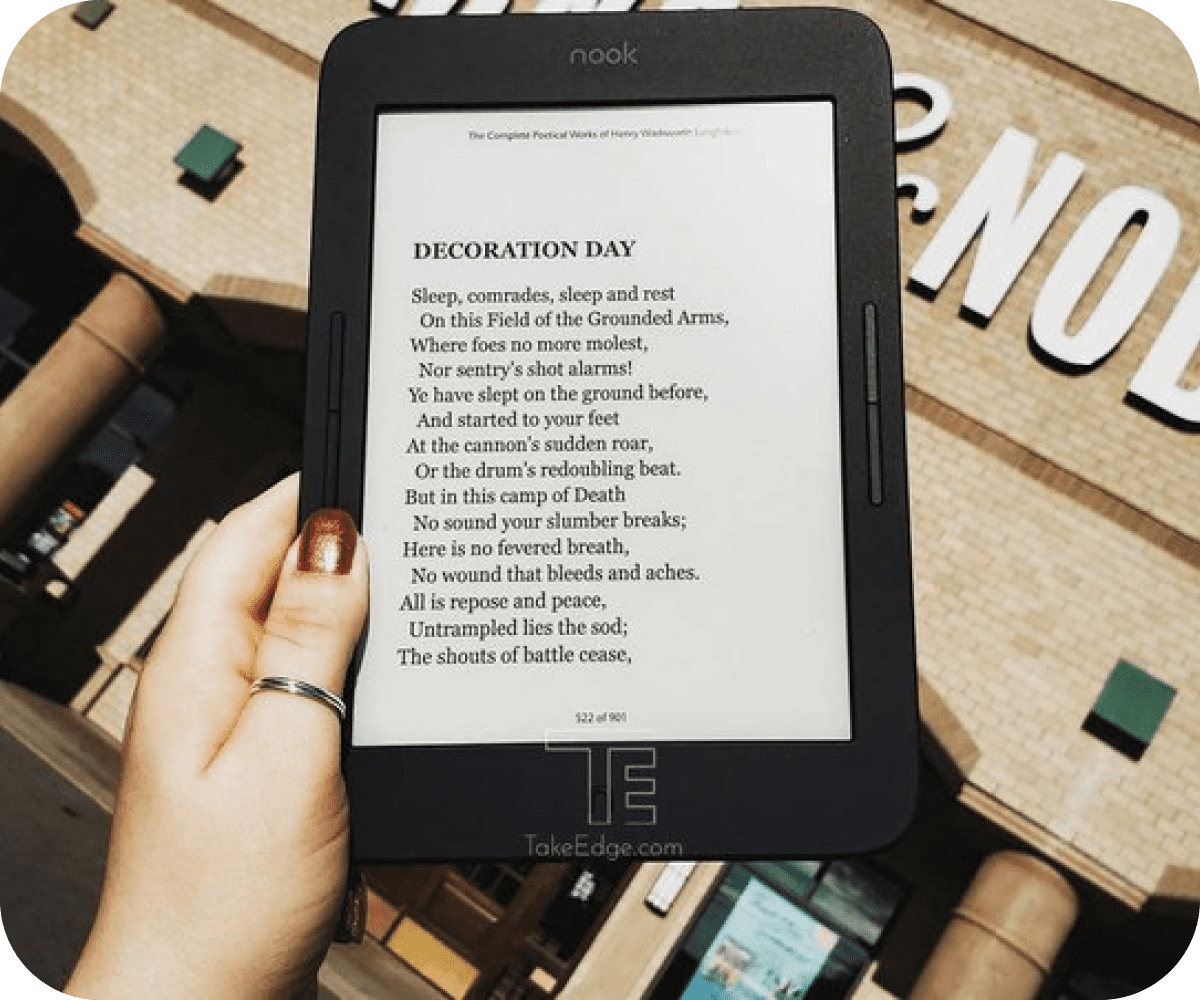 nook
The Complete Poetical Works of Henry Wadsworth
& NOB
DECORATION DAY
Sleep, comrades, sleep and rest
On this Field of the Grounded Arms,
Where foes no more molest,
Nor sentry's shot alarms!
Ye have slept on the ground before,
And started to your feet
At the cannon's sudden roar,
Or the drum's redoubling beat.
But in this camp of Death
No sound your slumber breaks;
Here is no fevered breath,
No wound that bleeds and aches.
All is repose and peace,
Untrampled lies the sod;
The shouts of battle cease,
522 of 901
TE
TakeEdge.com